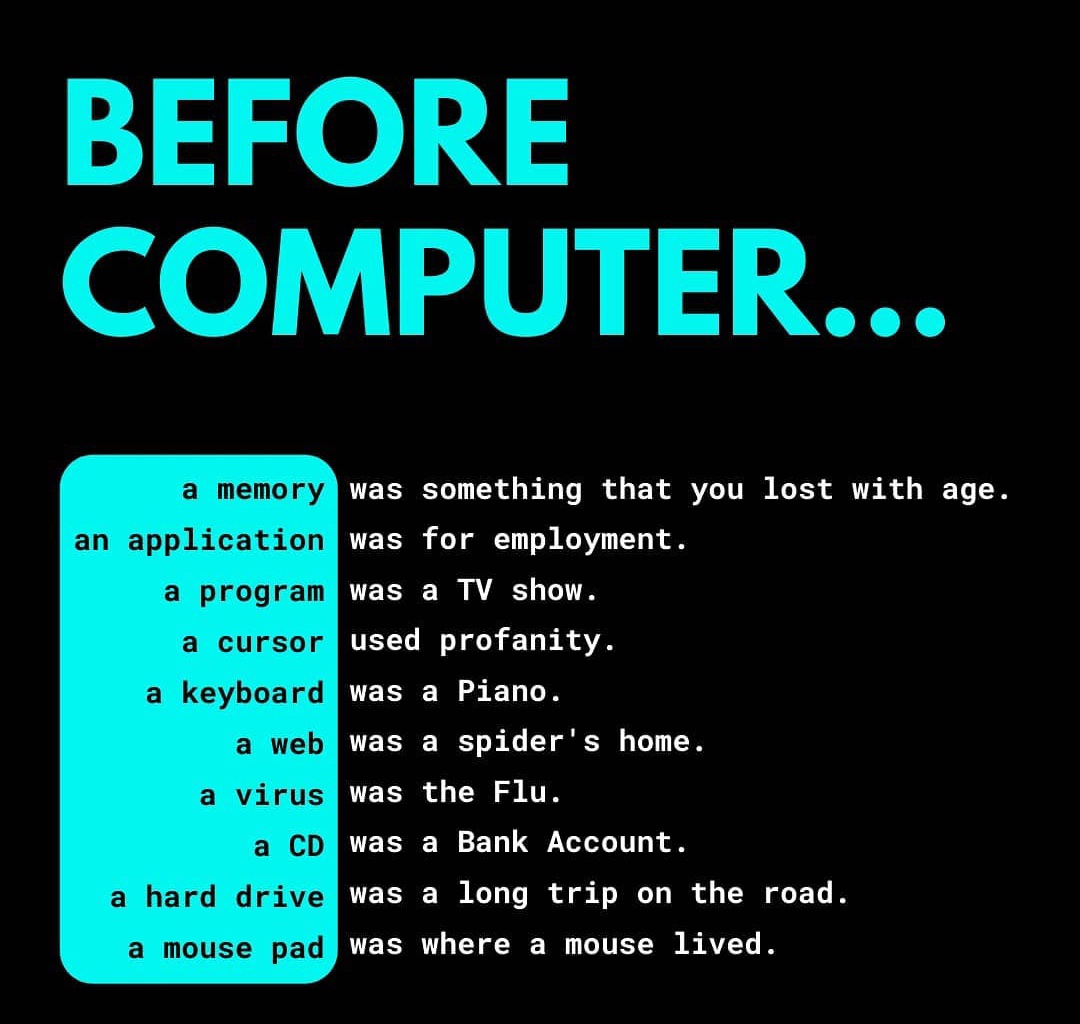 BEFORE
COMPUTER...
a memory was something that you lost with age.
an application was for employment.
a program was a TV show.
a cursor used profanity.
a keyboard was a Piano.
a web was a spider's home.
a virus was the Flu.
a CD was a Bank Account.
a hard drive was a long trip on the road.
a mouse pad was where a mouse lived.